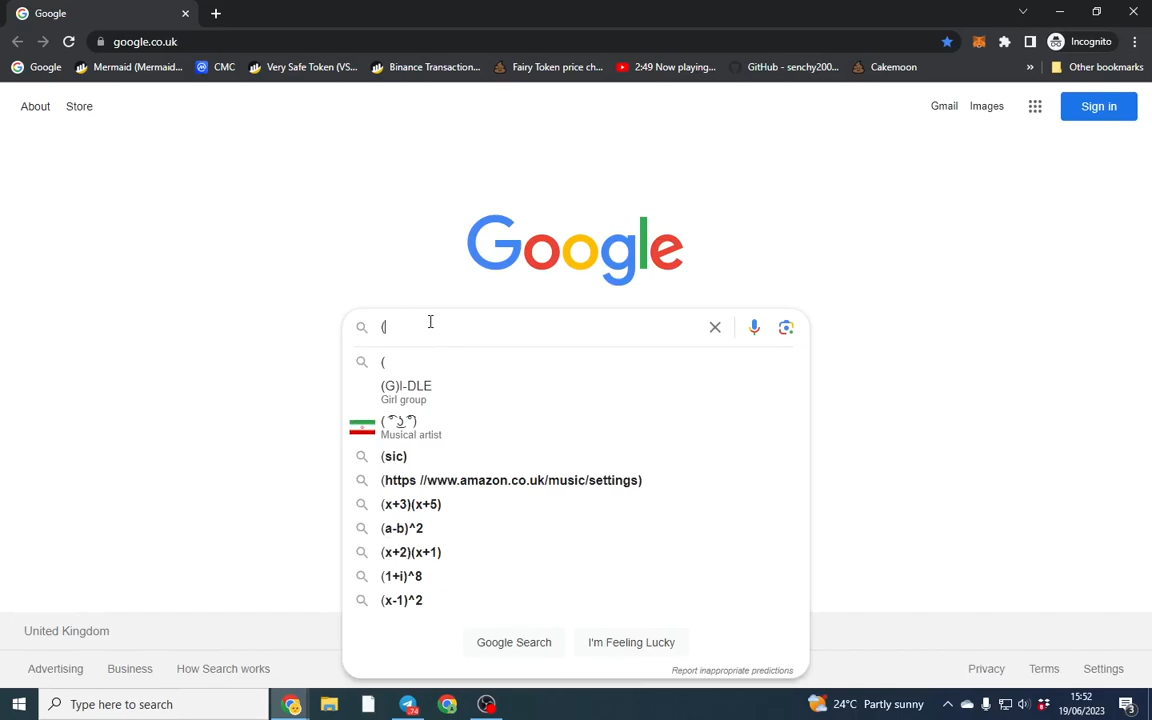 Google
google.co.uk
Incognito
Google
Mermaid (Mermaid...
CMC
Very Safe Token (VS...
Binance Transaction...
Fairy Token price ch...
2:49 Now playing...
GitHub - senchy200...
Cakemoon
»
Other bookmarks
About
Store
Gmail
Images
Sign in
Google
(
(
(G)I-DLE
Girl group
( ͡° ͜ʖ ͡°)
Musical artist
(sic)
(https //www.amazon.co.uk/music/settings)
(x+3)(x+5)
(a-b)^2
(x+2)(x+1)
(1+i)^8
(x-1)^2
Google Search
I'm Feeling Lucky
Report inappropriate predictions
United Kingdom
Advertising
Business
How Search works
Privacy
Terms
Settings
Type here to search
24
24°C Partly sunny
15:52
19/06/2023
3